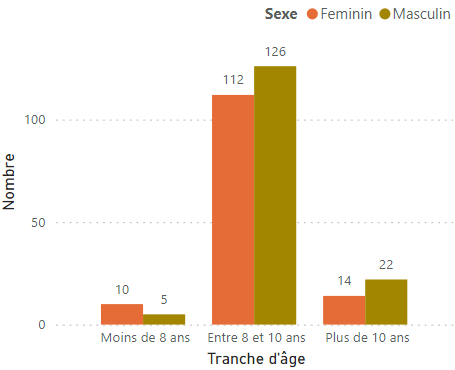 Sexe Feminin Masculin
126
112
100
Nombre
50
22
14
10
5
0
Moins de 8 ans Entre 8 et 10 ans Plus de 10 ans
Tranche d'âge